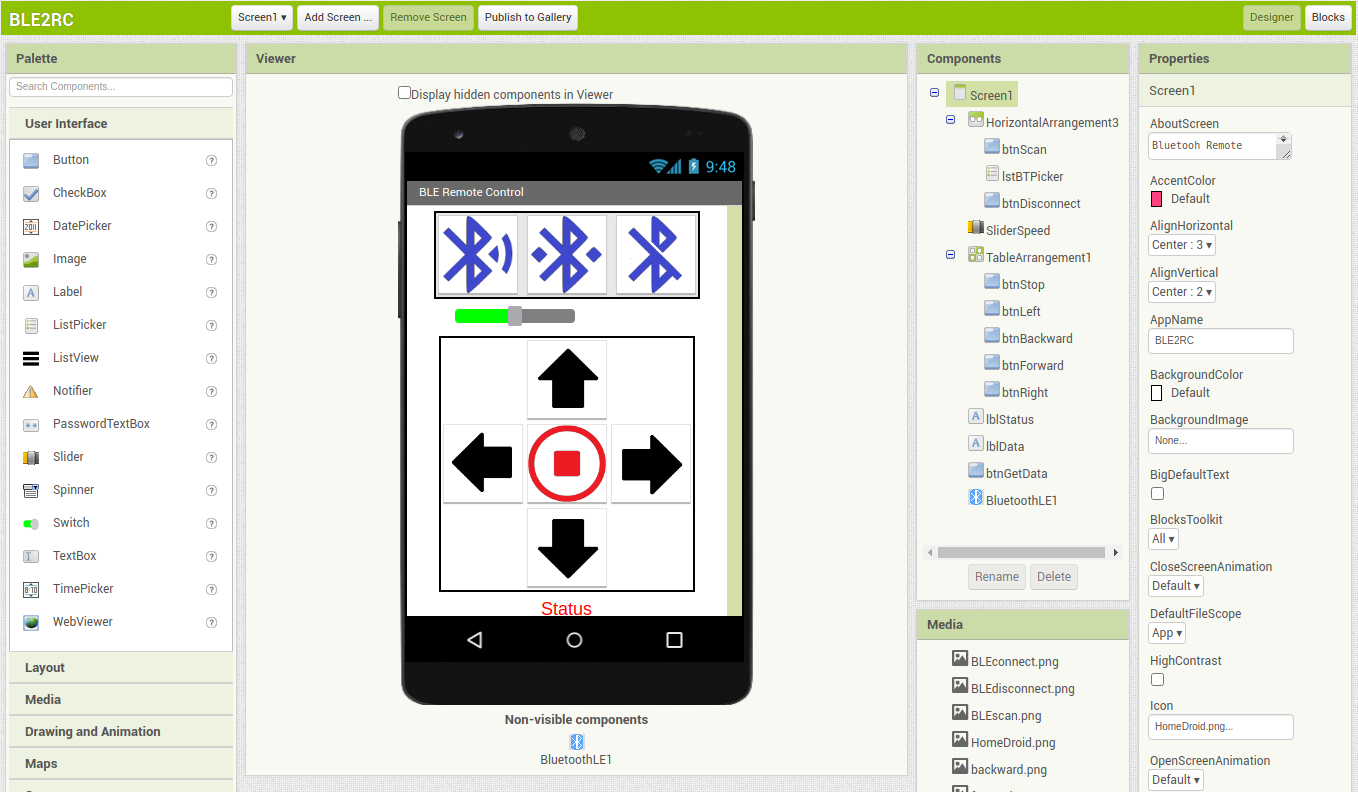 BLE2RC
Screen1 ▾
Add Screen ...
Remove Screen
Publish to Gallery
Designer
Blocks
Palette
Search Components...
User Interface
Button
?
CheckBox
?
DatePicker
?
Image
?
Label
?
ListPicker
?
ListView
?
Notifier
?
PasswordTextBox
?
Slider
?
Spinner
?
Switch
?
TextBox
?
TimePicker
?
WebViewer
?
Layout
Media
Drawing and Animation
Maps
Viewer
Display hidden components in Viewer
9:48
BLE Remote Control
Status
Non-visible components
BluetoothLE1
Components
Screen1
HorizontalArrangement3
btnScan
lstBTPicker
btnDisconnect
SliderSpeed
TableArrangement1
btnStop
btnLeft
btnBackward
btnForward
btnRight
lblStatus
lblData
btnGetData
BluetoothLE1
Rename
Delete
Media
BLEconnect.png
BLEdisconnect.png
BLEscan.png
HomeDroid.png
backward.png
Properties
Screen1
AboutScreen
Bluetooh Remote
AccentColor
Default
AlignHorizontal
Center : 3 ▾
AlignVertical
Center : 2 ▾
AppName
BLE2RC
BackgroundColor
Default
BackgroundImage
None...
BigDefaultText
BlocksToolkit
All ▾
CloseScreenAnimation
Default ▾
DefaultFileScope
App ▾
HighContrast
Icon
HomeDroid.png...
OpenScreenAnimation
Default ▾